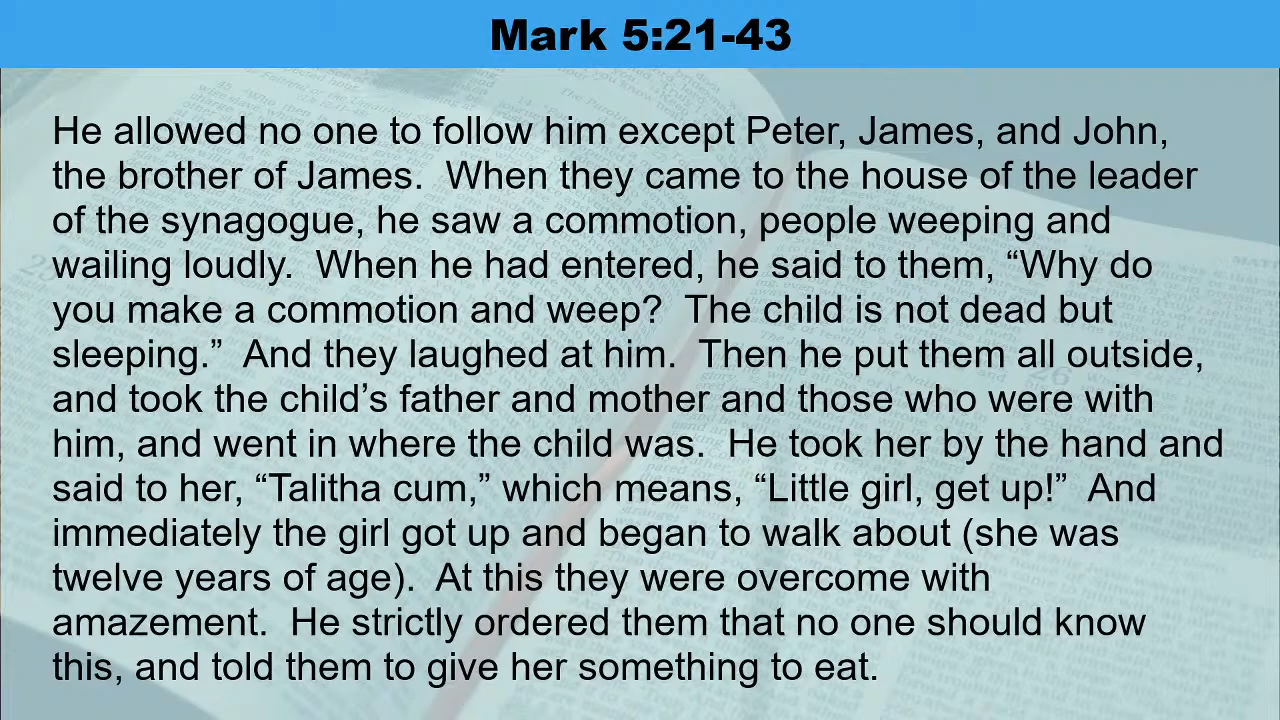 Mark 5:21-43
He allowed no one to follow him except Peter, James, and John,
the brother of James.  When they came to the house of the leader
of the synagogue, he saw a commotion, people weeping and
wailing loudly.  When he had entered, he said to them, “Why do
you make a commotion and weep?  The child is not dead but
sleeping.”  And they laughed at him.  Then he put them all outside,
and took the child’s father and mother and those who were with
him, and went in where the child was.  He took her by the hand and
said to her, “Talitha cum,” which means, “Little girl, get up!”  And
immediately the girl got up and began to walk about (she was
twelve years of age).  At this they were overcome with
amazement.  He strictly ordered them that no one should know
this, and told them to give her something to eat.